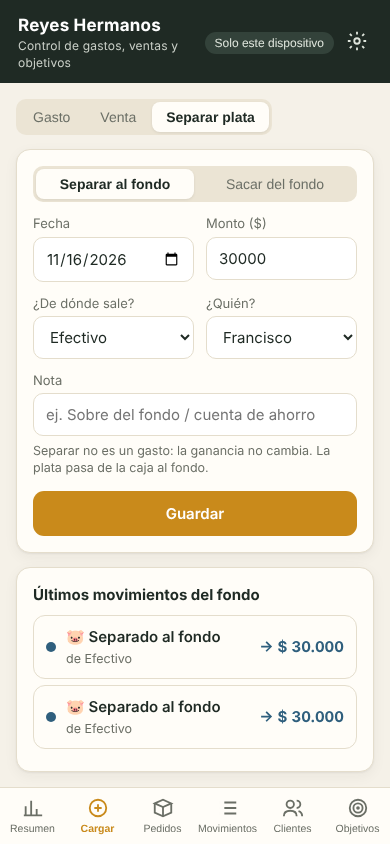 Reyes Hermanos
Control de gastos, ventas y
objetivos
Solo este dispositivo
Gasto
Venta
Separar plata
Separar al fondo
Sacar del fondo
Fecha
Monto ($)
11/16/2026
30000
¿De dónde sale?
¿Quién?
Efectivo
Francisco
Nota
ej. Sobre del fondo / cuenta de ahorro
Separar no es un gasto: la ganancia no cambia. La
plata pasa de la caja al fondo.
Guardar
Últimos movimientos del fondo
🐷 Separado al fondo
de Efectivo
→ $ 30.000
🐷 Separado al fondo
de Efectivo
→ $ 30.000
Resumen
Cargar
Pedidos
Movimientos
Clientes
Objetivos